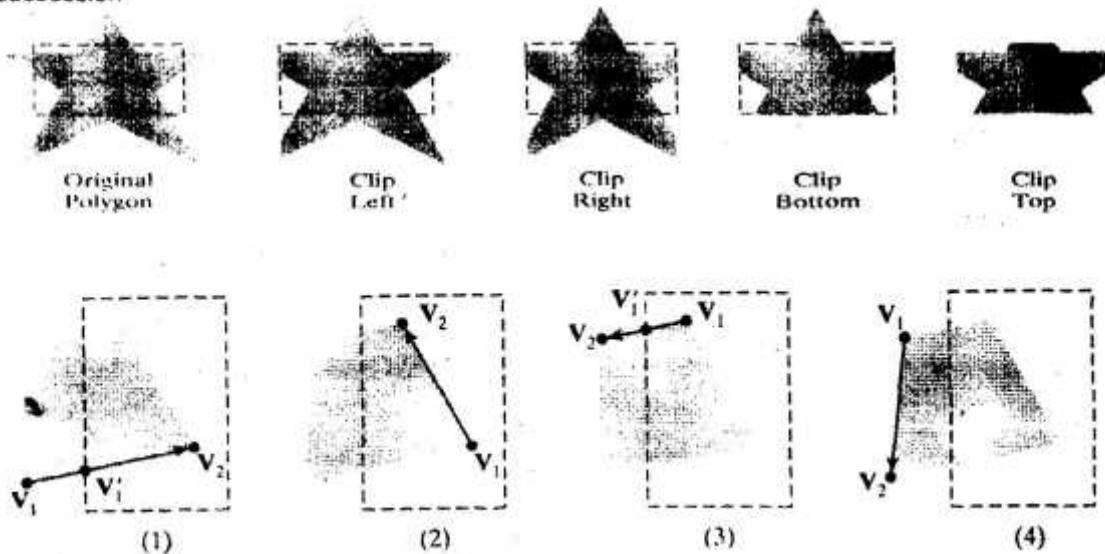 Original Polygon
Clip Left
Clip Right
Clip Bottom
Clip Top
V₁
V₁'
V₂
(1)
V₂
V₁
(2)
V₂
V₁'
V₁
(3)
V₁
V₂
(4)